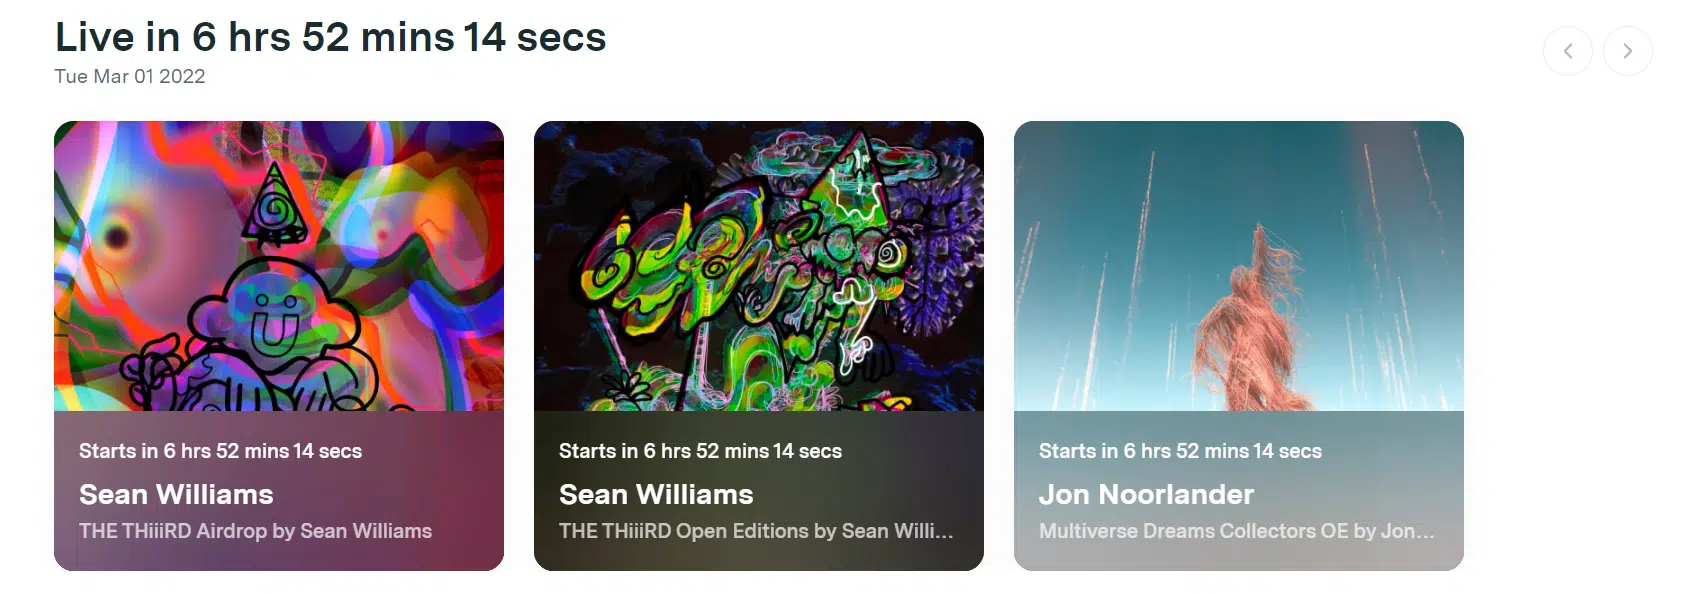 Live in 6 hrs 52 mins 14 secs
Tue Mar 01 2022
Starts in 6 hrs 52 mins 14 secs
Sean Williams
THE THiiiRD Airdrop by Sean Williams
Starts in 6 hrs 52 mins 14 secs
Sean Williams
THE THiiiRD Open Editions by Sean Willi...
Starts in 6 hrs 52 mins 14 secs
Jon Noorlander
Multiverse Dreams Collectors OE by Jon...